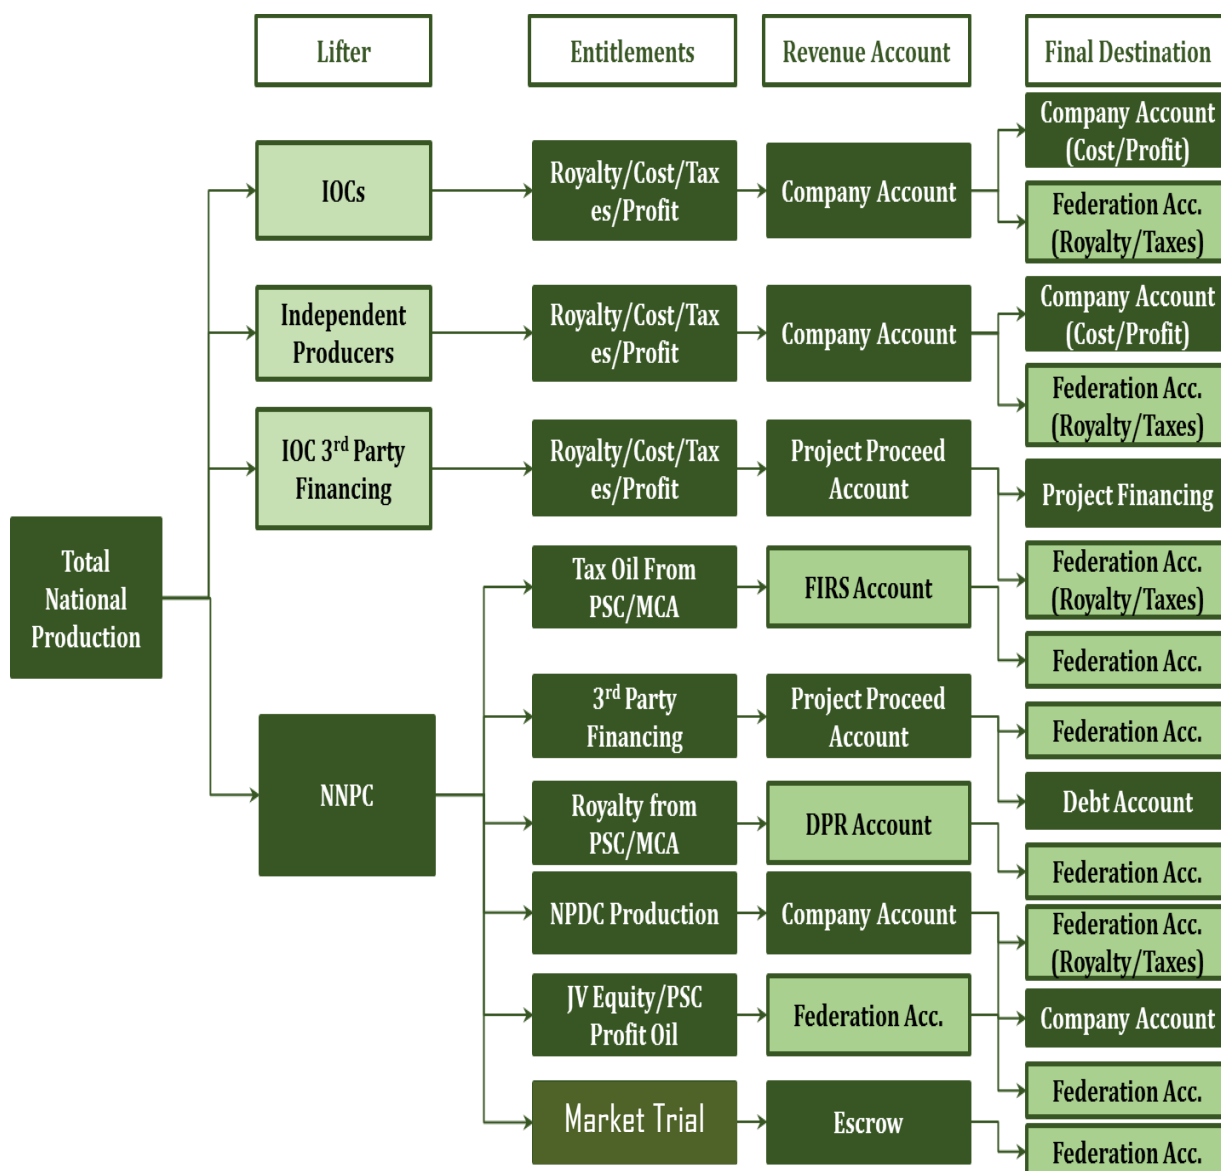 Lifter
Entitlements
Revenue Account
Final Destination
Total
National
Production
IOCs
Royalty/Cost/Tax
es/Profit
Company Account
Company Account
(Cost/Profit)
Federation Acc.
(Royalty/Taxes)
Independent
Producers
Royalty/Cost/Tax
es/Profit
Company Account
Company Account
(Cost/Profit)
Federation Acc.
(Royalty/Taxes)
IOC 3rd Party
Financing
Royalty/Cost/Tax
es/Profit
Project Proceed
Account
Project Financing
Federation Acc.
(Royalty/Taxes)
NNPC
Tax Oil From
PSC/MCA
FIRS Account
Federation Acc.
3rd Party
Financing
Project Proceed
Account
Federation Acc.
Debt Account
Royalty from
PSC/MCA
DPR Account
Federation Acc.
NPDC Production
Company Account
Federation Acc.
(Royalty/Taxes)
Company Account
JV Equity/PSC
Profit Oil
Federation Acc.
Federation Acc.
Market Trial
Escrow
Federation Acc.